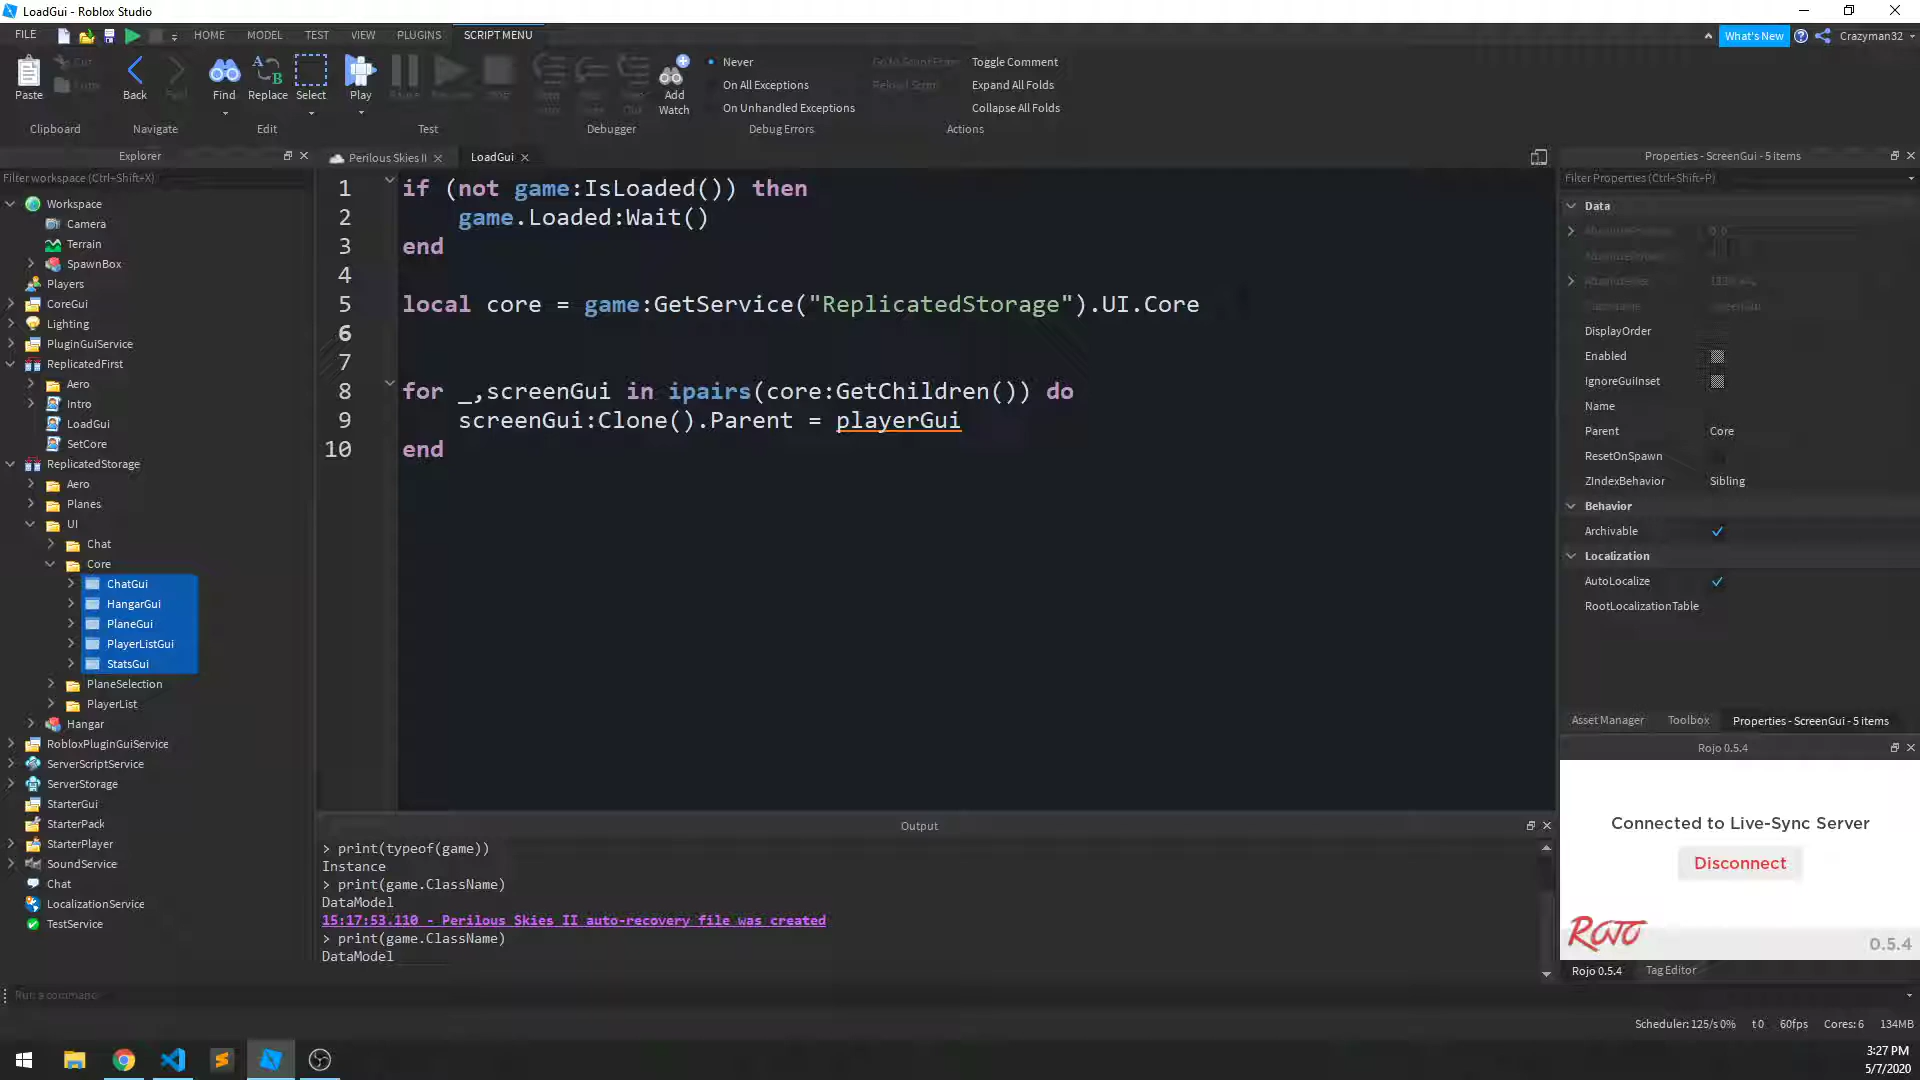 LoadGui - Roblox Studio
FILE HOME MODEL TEST VIEW PLUGINS SCRIPT MENU What's New Crazyman32
Paste
Back
Find
Replace
Select
Play
Add
Watch
Never
On All Exceptions
On Unhandled Exceptions
Toggle Comment
Expand All Folds
Collapse All Folds
Clipboard Navigate Edit Test Debugger Debug Errors Actions
Explorer
Filter workspace (Ctrl+Shift+X)
Workspace
Camera
Terrain
SpawnBox
Players
CoreGui
Lighting
PluginGuiService
ReplicatedFirst
Aero
Intro
LoadGui
SetCore
ReplicatedStorage
Aero
Planes
UI
Chat
Core
ChatGui
HangarGui
PlaneGui
PlayerListGui
StatsGui
PlaneSelection
PlayerList
Hangar
RobloxPluginGuiService
ServerScriptService
ServerStorage
StarterGui
StarterPack
StarterPlayer
SoundService
Chat
LocalizationService
TestService
Perilous Skies II LoadGui
1 if (not game:IsLoaded()) then
2 game.Loaded:Wait()
3 end
4
5 local core = game:GetService("ReplicatedStorage").UI.Core
6
7
8 for _,screenGui in ipairs(core:GetChildren()) do
9 screenGui:Clone().Parent = playerGui
10 end
Output
> print(typeof(game))
Instance
> print(game.ClassName)
DataModel
15:17:53.110 - Perilous Skies II auto-recovery file was created
> print(game.ClassName)
DataModel
Properties - ScreenGui - 5 items
Filter Properties (Ctrl+Shift+P)
Data
DisplayOrder
Enabled
IgnoreGuiInset
Name
Parent Core
ResetOnSpawn
ZIndexBehavior Sibling
Behavior
Archivable
Localization
AutoLocalize
RootLocalizationTable
Asset Manager Toolbox Properties - ScreenGui - 5 items
Rojo 0.5.4
Connected to Live-Sync Server
Disconnect
ROJO
0.5.4
Rojo 0.5.4 Tag Editor
Run a command
Scheduler: 125/s 0% t 0 60fps Cores: 6 134MB
3:27 PM
5/7/2020